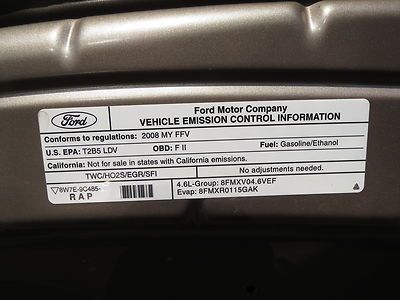 Ford
Ford Motor Company
VEHICLE EMISSION CONTROL INFORMATION
Conforms to regulations: 2008 MY FFV
U.S. EPA: T2B5 LDV OBD: F II Fuel: Gasoline/Ethanol
California: Not for sale in states with California emissions.
TWC/HO2S/EGR/SFI No adjustments needed.
8W7E-9C485-
RAP
4.6L-Group: 8FMXV04.6VEF
Evap: 8FMXR0115GAK